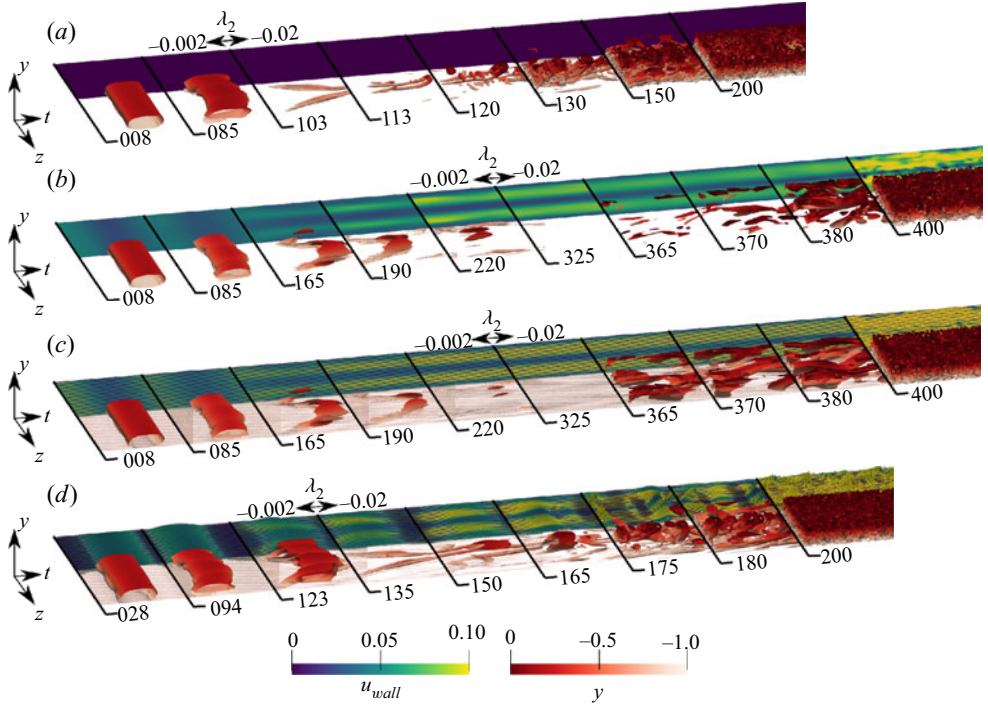 (a)
λ2
−0.002
−0.02
y
t
z
008
085
103
113
120
130
150
200
(b)
λ2
−0.002
−0.02
y
t
z
008
085
165
190
220
325
365
370
380
400
(c)
λ2
−0.002
−0.02
y
t
z
008
085
165
190
220
325
365
370
380
400
(d)
λ2
−0.002
−0.02
y
t
z
028
094
123
135
150
165
175
180
200
0 0.05 0.10
u_wall
0 −0.5 −1.0
y